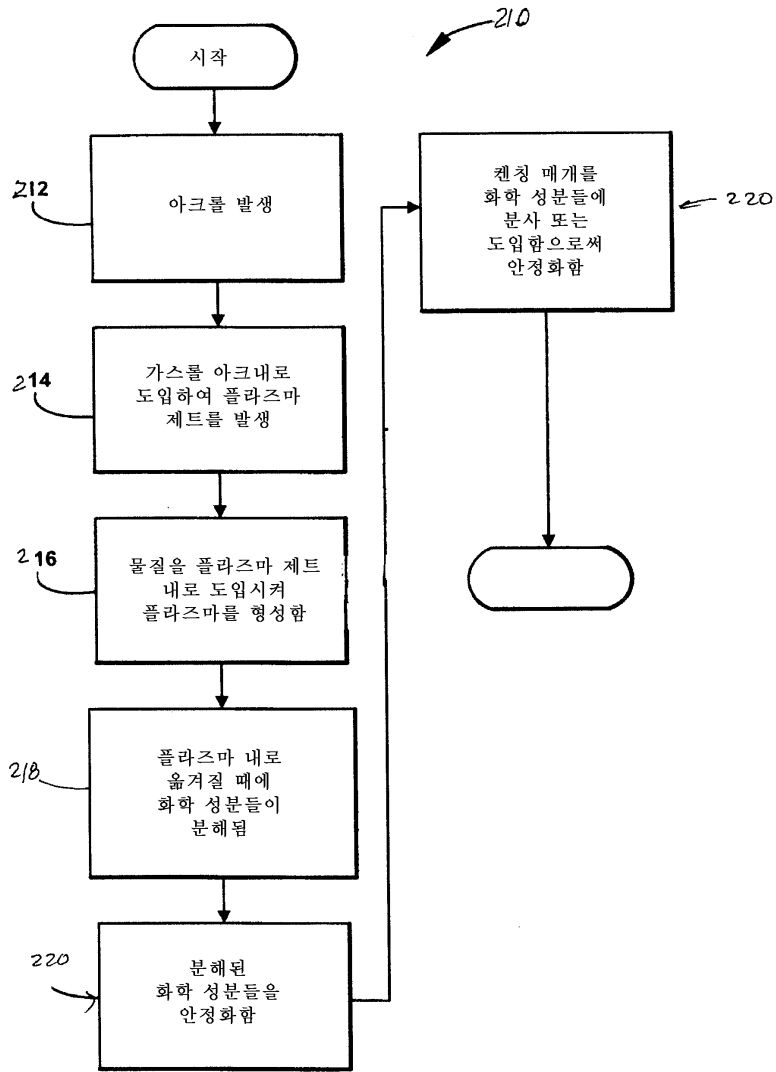 210
시작
212
아크롤 발생
214
가스롤 아크내로
도입하여 플라즈마
제트를 발생
216
물질을 플라즈마 제트
내로 도입시켜
플라즈마를 형성함
218
플라즈마 내로
옮겨질 때에
화학 성분들이
분해됨
220
분해된
화학 성분들을
안정화함
켄칭 매개를
화학 성분들에
분사 또는
도입함으로써
안정화함
220